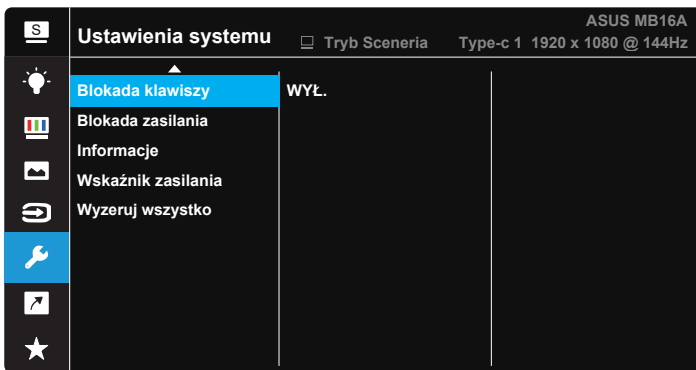 S
ASUS MB16A
Ustawienia systemu
Tryb Sceneria Type-c 1 1920 x 1080 @ 144Hz
Blokada klawiszy WYŁ.
Blokada zasilania
Informacje
Wskaźnik zasilania
Wyzeruj wszystko